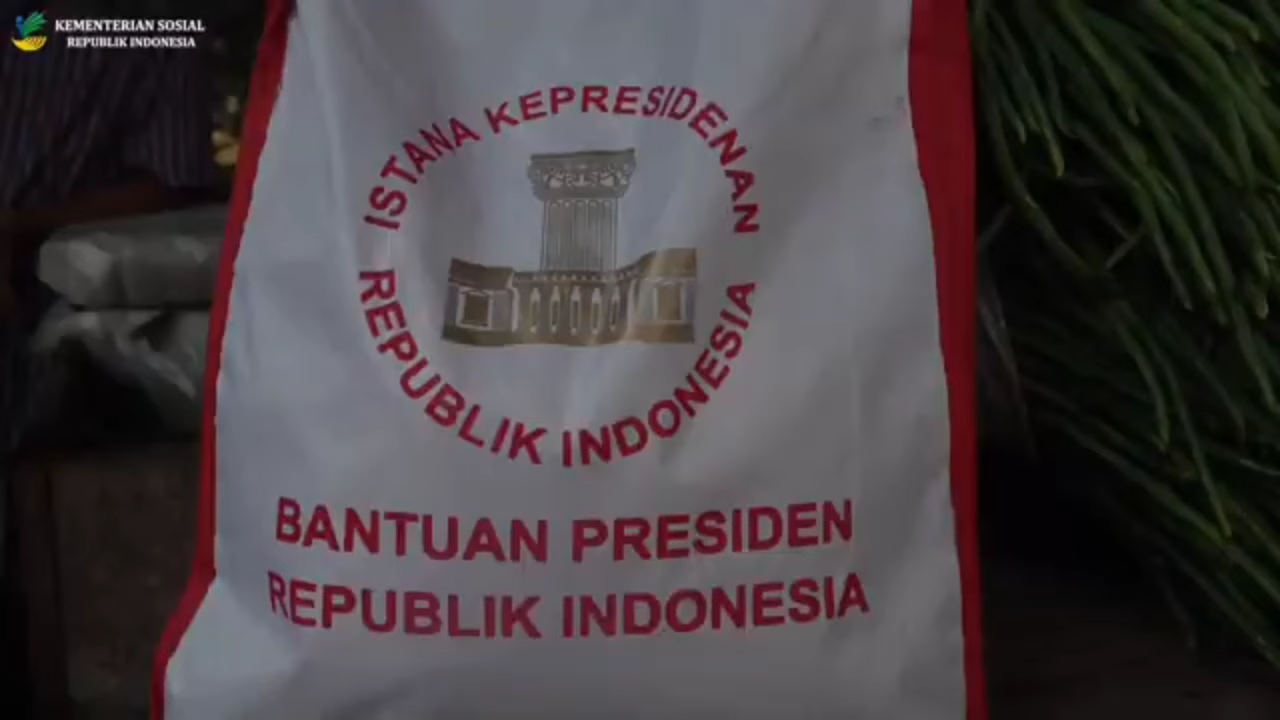 KEMENTERIAN SOSIAL
REPUBLIK INDONESIA
ISTANA KEPRESIDENAN
REPUBLIK INDONESIA
BANTUAN PRESIDEN
REPUBLIK INDONESIA